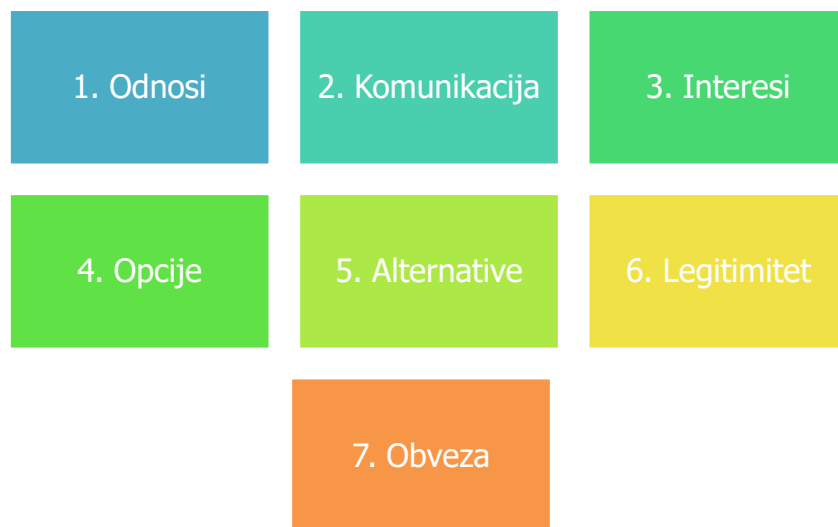 1. Odnosi
2. Komunikacija
3. Interesi
4. Opcije
5. Alternative
6. Legitimitet
7. Obveza